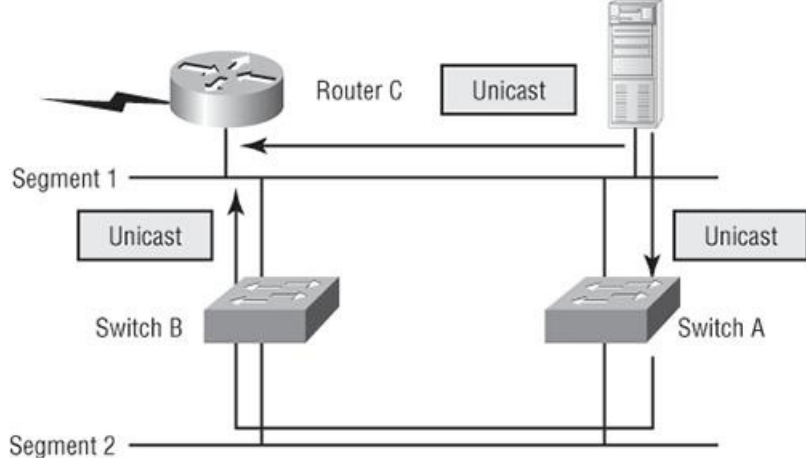 Router C
Unicast
Segment 1
Unicast
Unicast
Switch B
Switch A
Segment 2